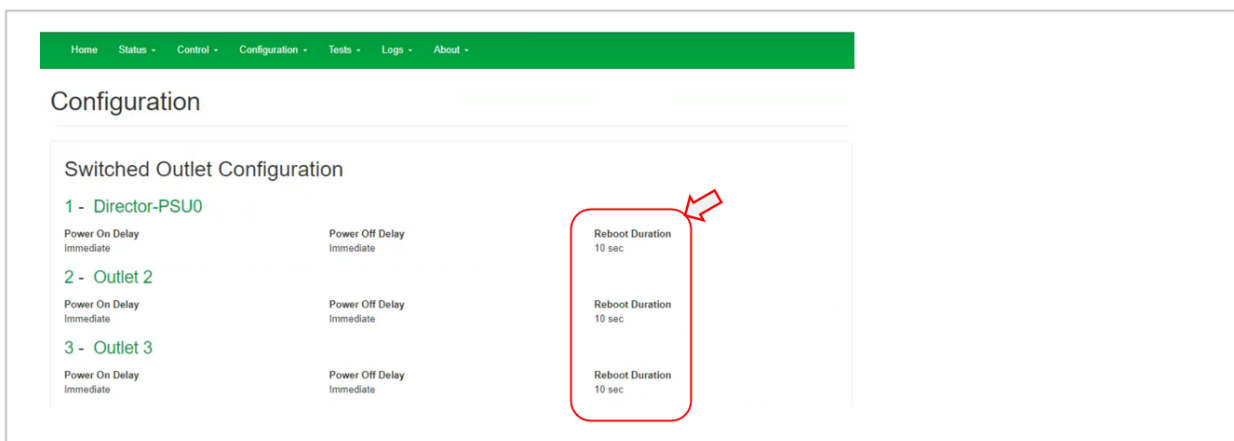 Home Status Control Configuration Tests Logs About
Configuration
Switched Outlet Configuration
1 - Director-PSU0
Power On Delay Power Off Delay Reboot Duration
Immediate Immediate 10 sec
2 - Outlet 2
Power On Delay Power Off Delay Reboot Duration
Immediate Immediate 10 sec
3 - Outlet 3
Power On Delay Power Off Delay Reboot Duration
Immediate Immediate 10 sec